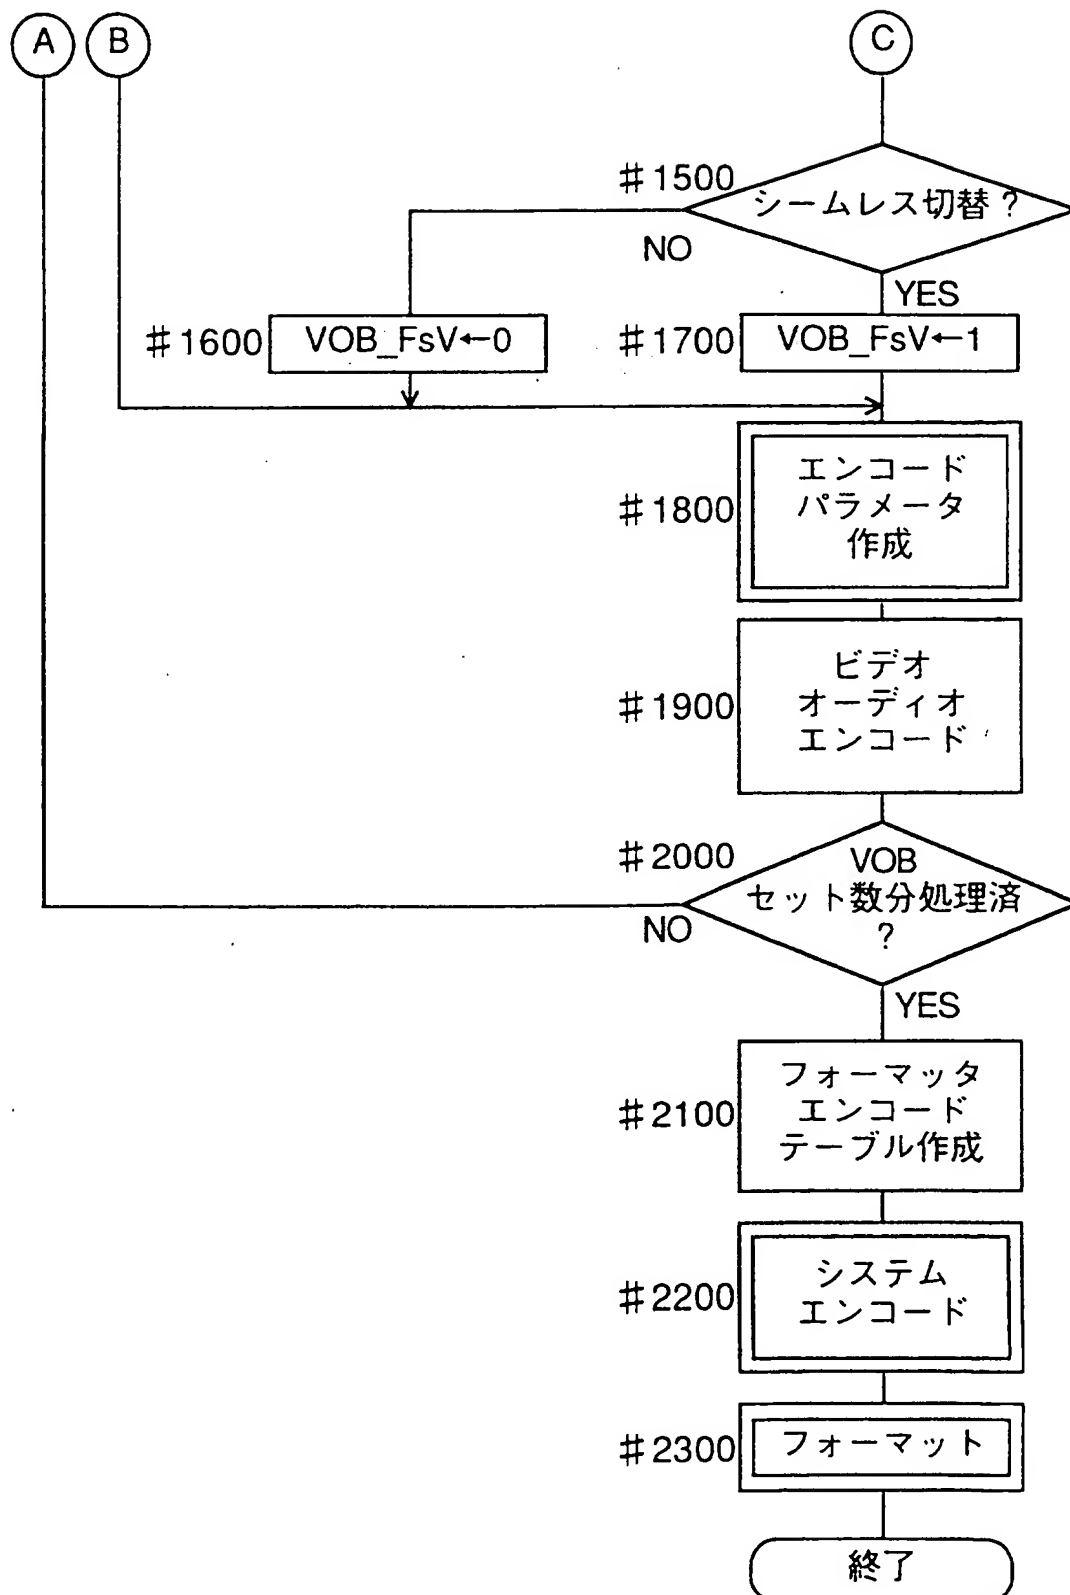 A B C
#1500
シームレス切替?
NO
YES
#1600
VOB_FsV←0
#1700
VOB_FsV←1
#1800
エンコード
パラメータ
作成
#1900
ビデオ
オーディオ
エンコード
#2000
VOB
セット数分処理済
?
NO
YES
#2100
フォーマッタ
エンコード
テーブル作成
#2200
システム
エンコード
#2300
フォーマット
終了